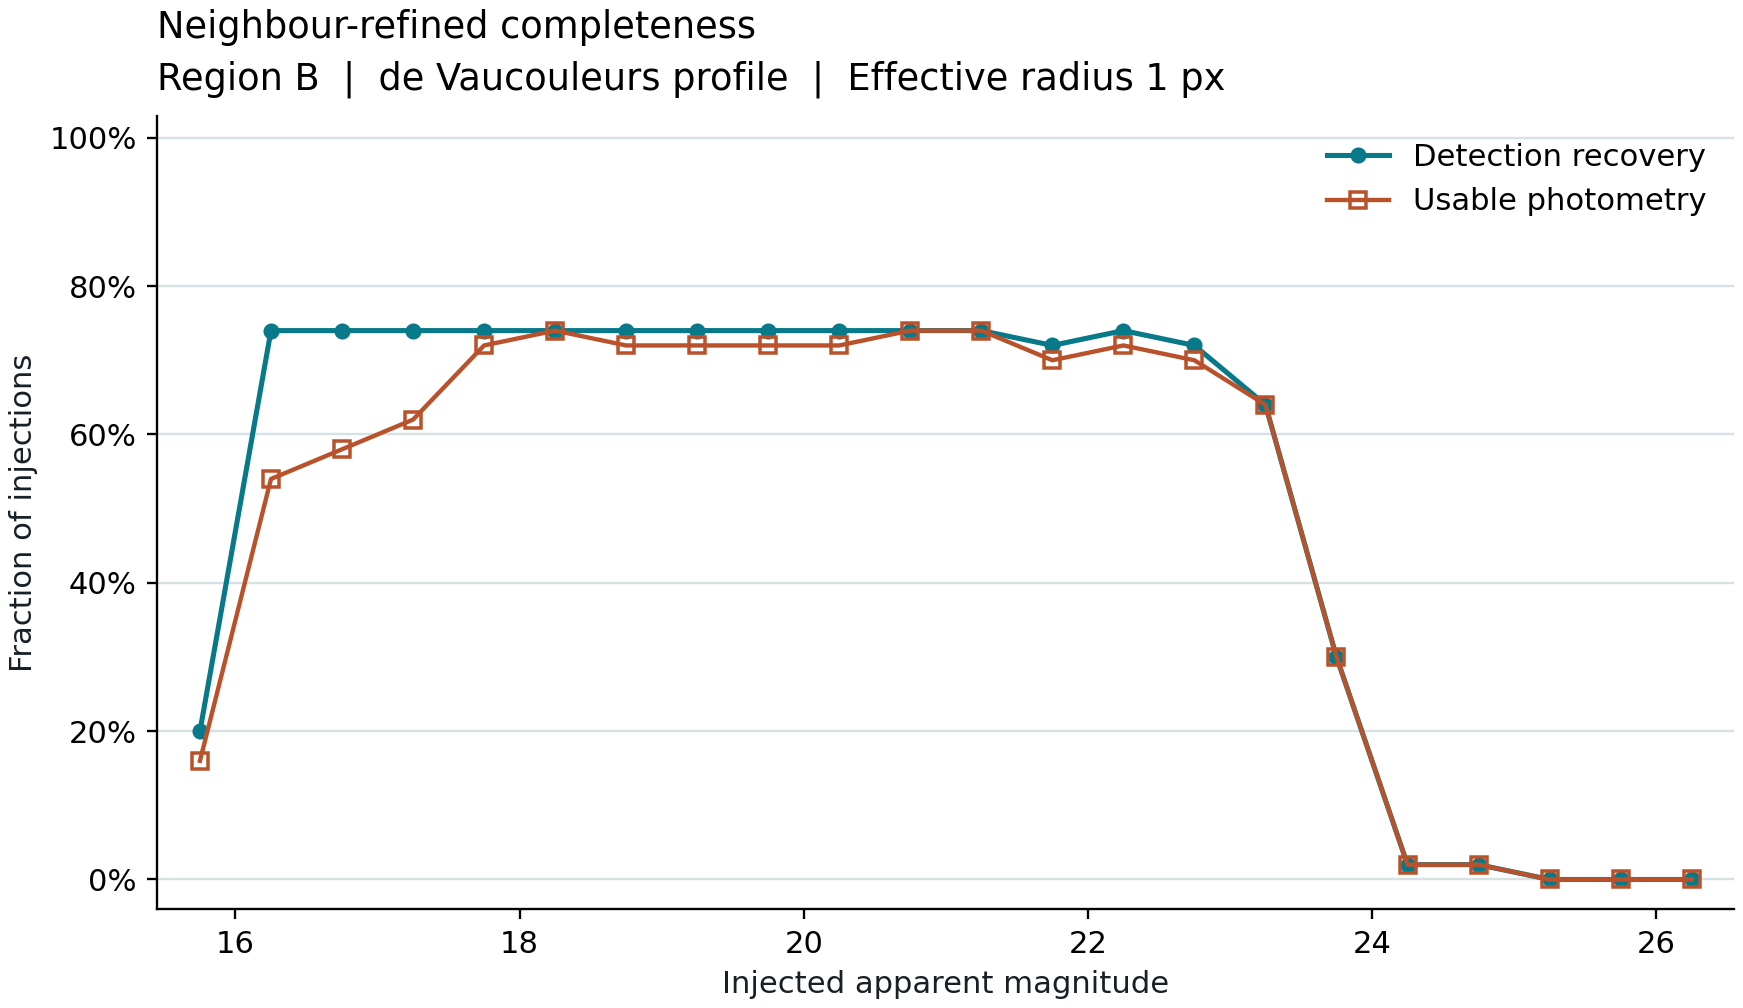 Neighbour-refined completeness
Region B | de Vaucouleurs profile | Effective radius 1 px
100%
80%
60%
40%
20%
0%
Fraction of injections
Detection recovery
Usable photometry
16 18 20 22 24 26
Injected apparent magnitude